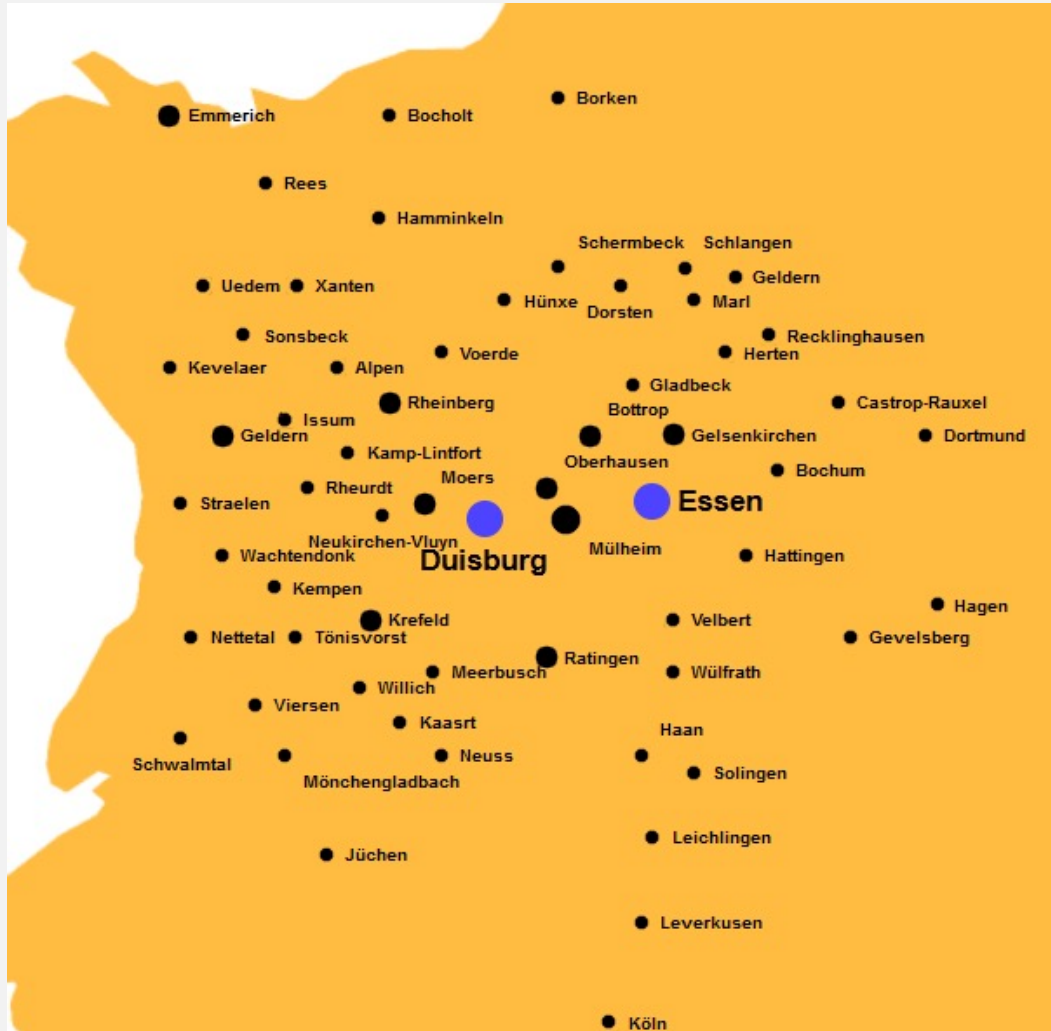 Borken
Emmerich
Bocholt
Rees
Hamminkeln
Schermbeck
Schlangen
Geldern
Uedem
Xanten
Hünxe
Marl
Dorsten
Sonsbeck
Recklinghausen
Voerde
Herten
Kevelaer
Alpen
Gladbeck
Rheinberg
Castrop-Rauxel
Bottrop
Issum
Geldern
Gelsenkirchen
Dortmund
Kamp-Lintfort
Oberhausen
Bochum
Moers
Rheurdt
Straelen
Essen
Neukirchen-Vluyn
Mülheim
Wachtendonk
Duisburg
Hattingen
Kempen
Hagen
Krefeld
Velbert
Nettetal
Tönisvorst
Gevelsberg
Ratingen
Meerbusch
Wülfrath
Willich
Viersen
Kaasrt
Haan
Neuss
Schwalmtal
Solingen
Mönchengladbach
Leichlingen
Jüchen
Leverkusen
Köln